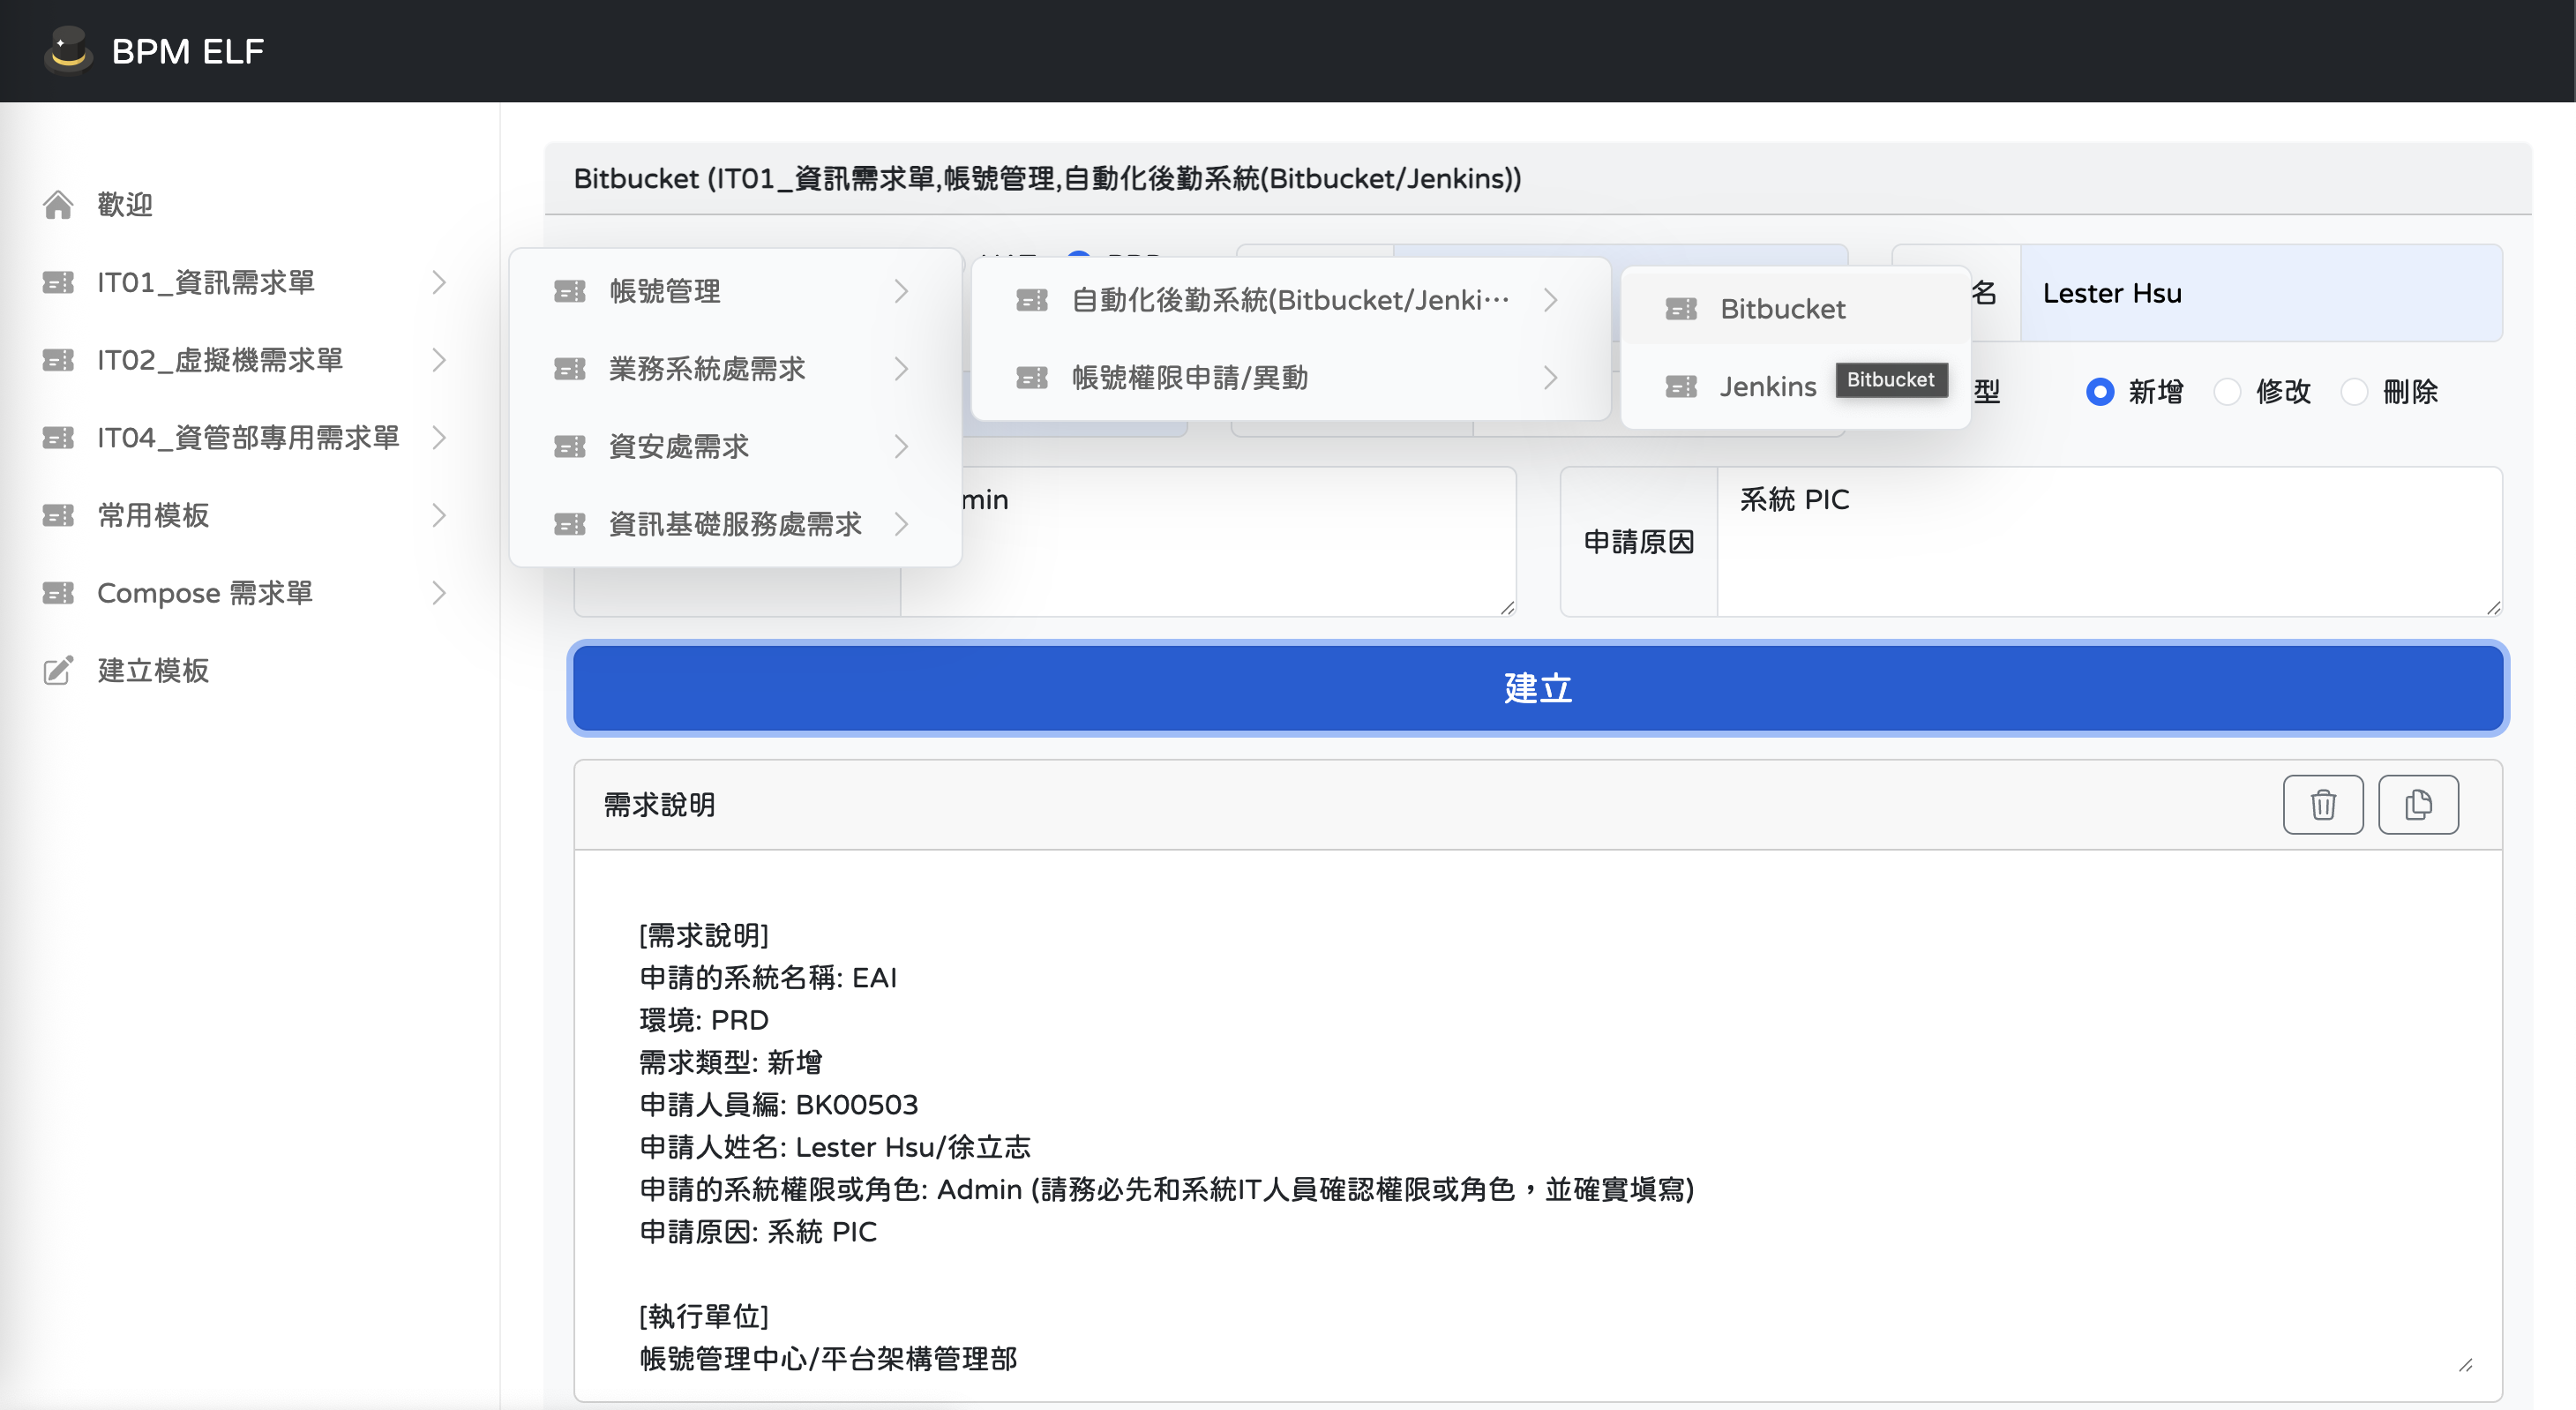 BPM ELF
歡迎
IT01_資訊需求單
IT02_虛擬機需求單
IT04_資管部專用需求單
常用模板
Compose 需求單
建立模板
Bitbucket (IT01_資訊需求單,帳號管理,自動化後勤系統(Bitbucket/Jenkins))
帳號管理
業務系統處需求
資安處需求
資訊基礎服務處需求
自動化後勤系統(Bitbucket/Jenki…
帳號權限申請/異動
Bitbucket
Jenkins
Bitbucket
名
Lester Hsu
型
新增
修改
刪除
min
申請原因
系統 PIC
建立
需求說明
[需求說明]
申請的系統名稱: EAI
環境: PRD
需求類型: 新增
申請人員編: BK00503
申請人姓名: Lester Hsu/徐立志
申請的系統權限或角色: Admin (請務必先和系統IT人員確認權限或角色，並確實填寫)
申請原因: 系統 PIC
[執行單位]
帳號管理中心/平台架構管理部